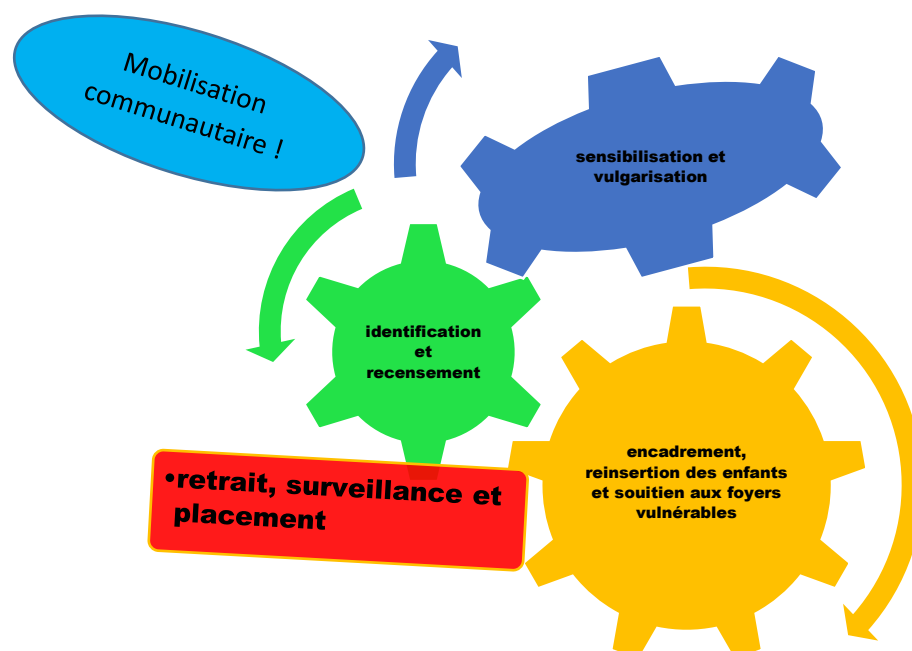 Mobilisation
communautaire !
sensibilisation et
vulgarisation
identification
et
recensement
•retrait, surveillance et
placement
encadrement,
reinsertion des enfants
et soutien aux foyers
vulnérables